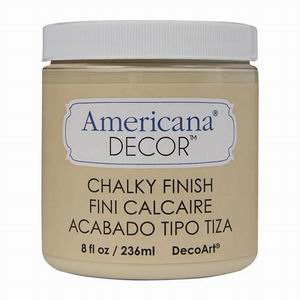 Americana®
DECOR™
CHALKY FINISH
FINI CALCAIRE
ACABADO TIPO TIZA
8 fl oz / 236ml DecoArt®